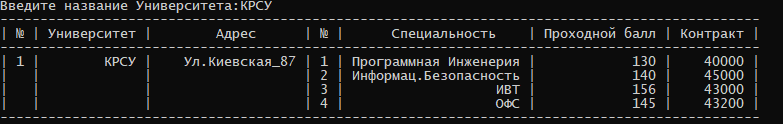 Введите название Университета:КРСУ
| № | Университет | Адрес | № | Специальность | Проходной балл | Контракт |
| 1 | КРСУ | Ул.Киевская_87 | 1 | Программная Инженерия | 130 | 40000 |
| | | | 2 | Информац.Безопасность | 140 | 45000 |
| | | | 3 | ИВТ | 156 | 43000 |
| | | | 4 | ОФС | 145 | 43200 |